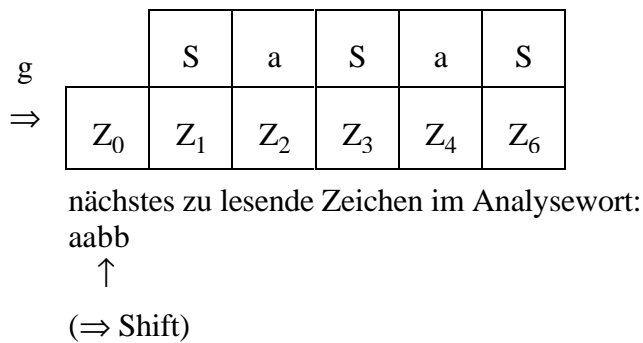 g
⇒
S a S a S
Z₀ Z₁ Z₂ Z₃ Z₄ Z₆
nächstes zu lesende Zeichen im Analysewort:
aabb
↑
(⇒ Shift)